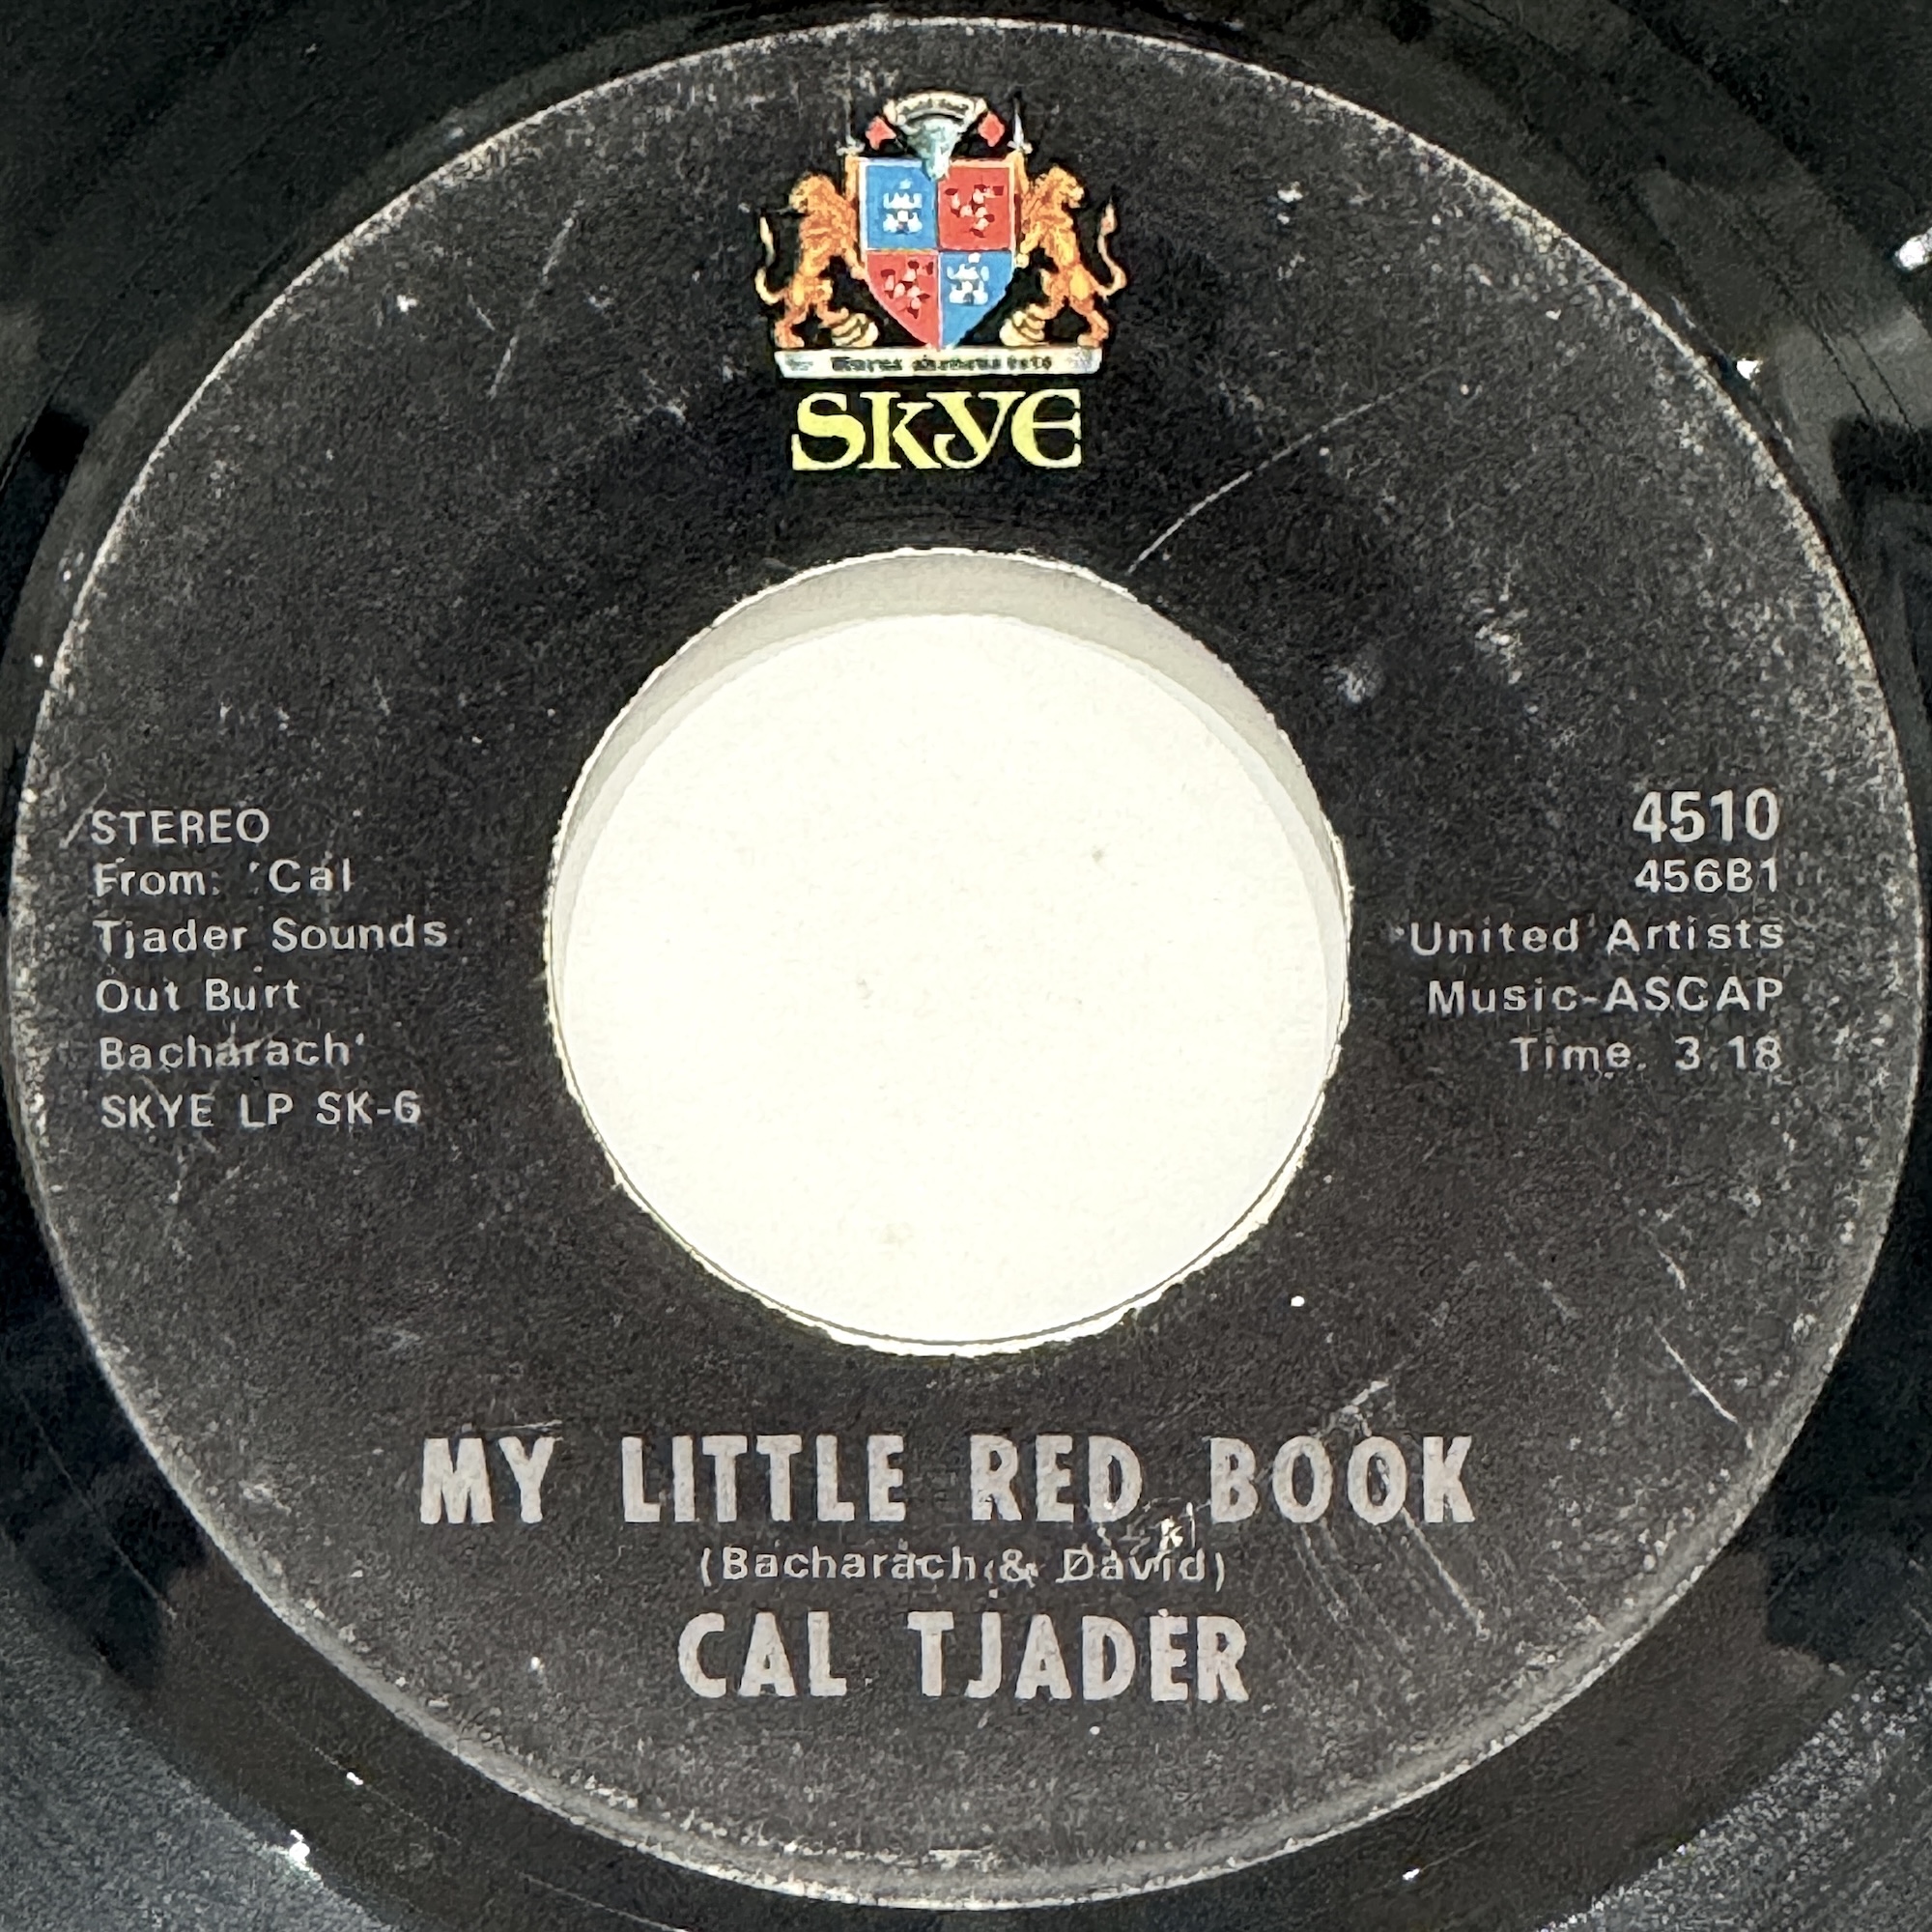 SKYE
STEREO
From: 'Cal
Tjader Sounds
Out Burt
Bacharach'
SKYE LP SK-6
4510
456B1
United Artists
Music-ASCAP
Time. 3:18
MY LITTLE RED BOOK
(Bacharach & David)
CAL TJADER